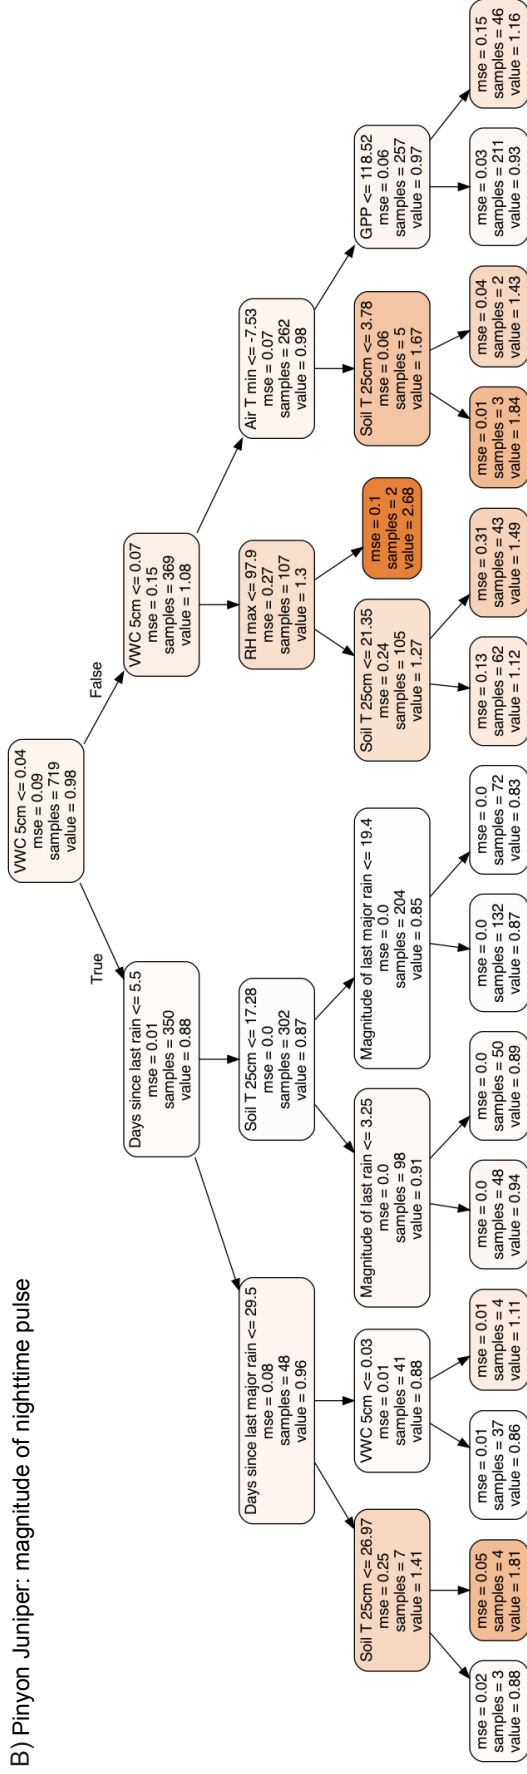 B) Pinyon Juniper: magnitude of nighttime pulse
VWC 5cm <= 0.04
mse = 0.09
samples = 719
value = 0.98
True
False
Days since last rain <= 5.5
mse = 0.01
samples = 350
value = 0.88
VWC 5cm <= 0.07
mse = 0.15
samples = 369
value = 1.08
Days since last major rain <= 29.5
mse = 0.08
samples = 48
value = 0.96
Soil T 25cm <= 17.28
mse = 0.0
samples = 302
value = 0.87
RH max <= 97.9
mse = 0.27
samples = 107
value = 1.3
Air T min <= -7.53
mse = 0.07
samples = 262
value = 0.98
Soil T 25cm <= 26.97
mse = 0.25
samples = 7
value = 1.41
VWC 5cm <= 0.03
mse = 0.01
samples = 41
value = 0.88
Magnitude of last rain <= 3.25
mse = 0.0
samples = 98
value = 0.91
Magnitude of last major rain <= 19.4
mse = 0.0
samples = 204
value = 0.85
Soil T 25cm <= 21.35
mse = 0.24
samples = 105
value = 1.27
mse = 0.1
samples = 2
value = 2.68
Soil T 25cm <= 3.78
mse = 0.06
samples = 5
value = 1.67
GPP <= 118.52
mse = 0.06
samples = 257
value = 0.97
mse = 0.02
samples = 3
value = 0.88
mse = 0.05
samples = 4
value = 1.81
mse = 0.01
samples = 37
value = 0.86
mse = 0.01
samples = 4
value = 1.11
mse = 0.0
samples = 48
value = 0.94
mse = 0.0
samples = 50
value = 0.89
mse = 0.0
samples = 132
value = 0.87
mse = 0.0
samples = 72
value = 0.83
mse = 0.13
samples = 62
value = 1.12
mse = 0.31
samples = 43
value = 1.49
mse = 0.01
samples = 3
value = 1.84
mse = 0.04
samples = 2
value = 1.43
mse = 0.03
samples = 211
value = 0.93
mse = 0.15
samples = 46
value = 1.16